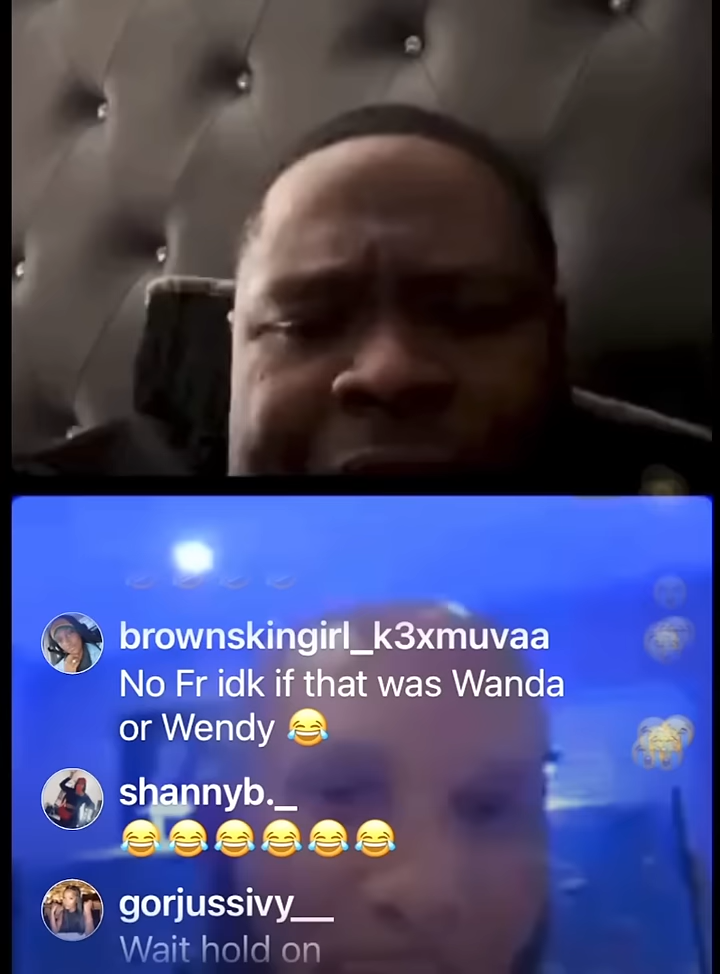 brownskingirl_k3xmuvaa
No Fr idk if that was Wanda
or Wendy 😂
shannyb._
😂😂😂😂😂😂
gorjussivy__
Wait hold on